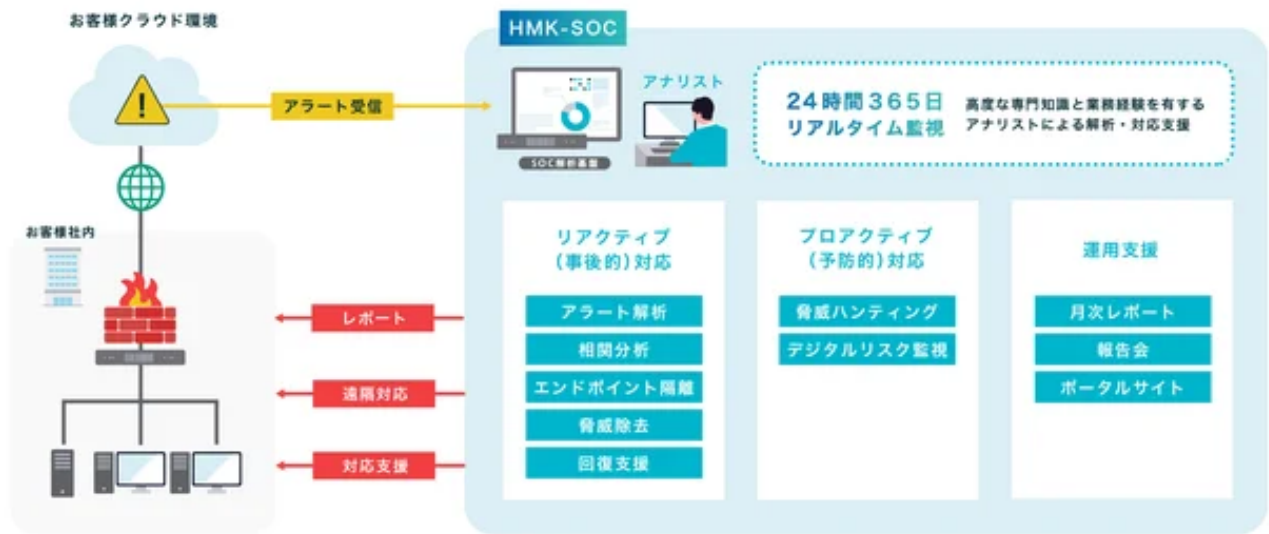 お客様クラウド環境
HMK-SOC
アラート受信
アナリスト
SOC解析基盤
24時間365日
リアルタイム監視
高度な専門知識と業務経験を有する
アナリストによる解析・対応支援
お客様社内
レポート
遠隔対応
対応支援
リアクティブ
(事後的)対応
アラート解析
相関分析
エンドポイント隔離
脅威除去
回復支援
プロアクティブ
(予防的)対応
脅威ハンティング
デジタルリスク監視
運用支援
月次レポート
報告会
ポータルサイト